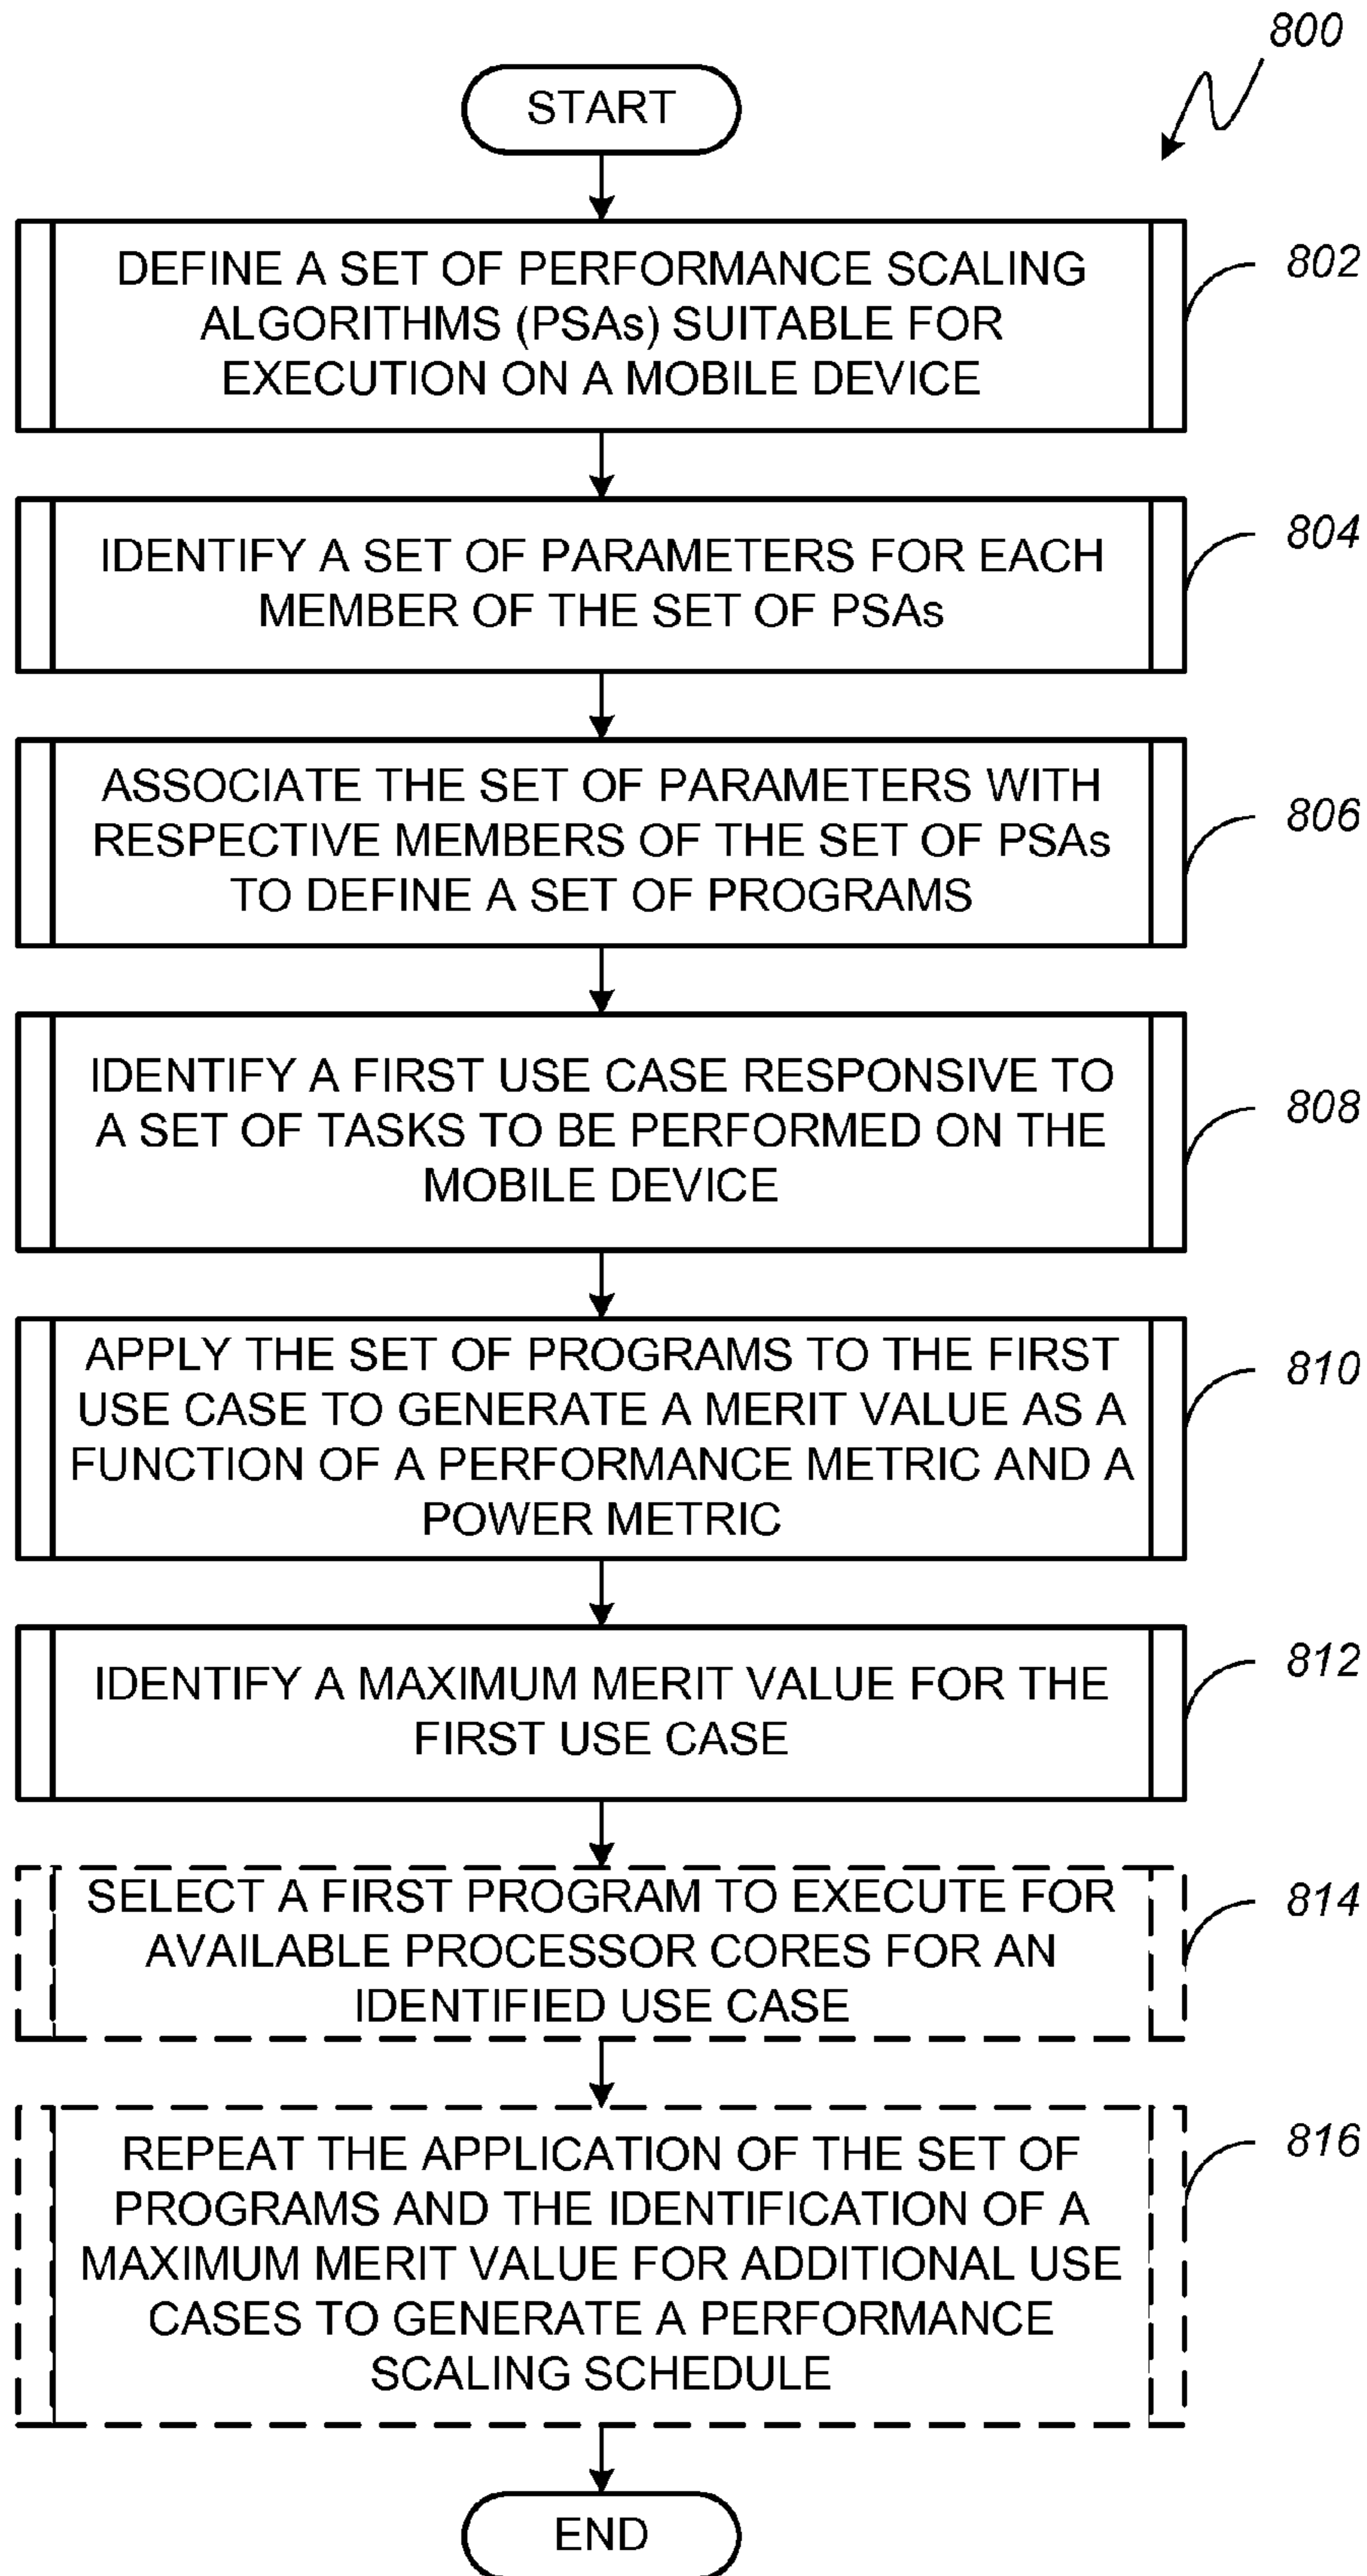 800
START
DEFINE A SET OF PERFORMANCE SCALING
ALGORITHMS (PSAs) SUITABLE FOR
EXECUTION ON A MOBILE DEVICE
802
IDENTIFY A SET OF PARAMETERS FOR EACH
MEMBER OF THE SET OF PSAs
804
ASSOCIATE THE SET OF PARAMETERS WITH
RESPECTIVE MEMBERS OF THE SET OF PSAs
TO DEFINE A SET OF PROGRAMS
806
IDENTIFY A FIRST USE CASE RESPONSIVE TO
A SET OF TASKS TO BE PERFORMED ON THE
MOBILE DEVICE
808
APPLY THE SET OF PROGRAMS TO THE FIRST
USE CASE TO GENERATE A MERIT VALUE AS A
FUNCTION OF A PERFORMANCE METRIC AND A
POWER METRIC
810
IDENTIFY A MAXIMUM MERIT VALUE FOR THE
FIRST USE CASE
812
SELECT A FIRST PROGRAM TO EXECUTE FOR
AVAILABLE PROCESSOR CORES FOR AN
IDENTIFIED USE CASE
814
REPEAT THE APPLICATION OF THE SET OF
PROGRAMS AND THE IDENTIFICATION OF A
MAXIMUM MERIT VALUE FOR ADDITIONAL USE
CASES TO GENERATE A PERFORMANCE
SCALING SCHEDULE
816
END